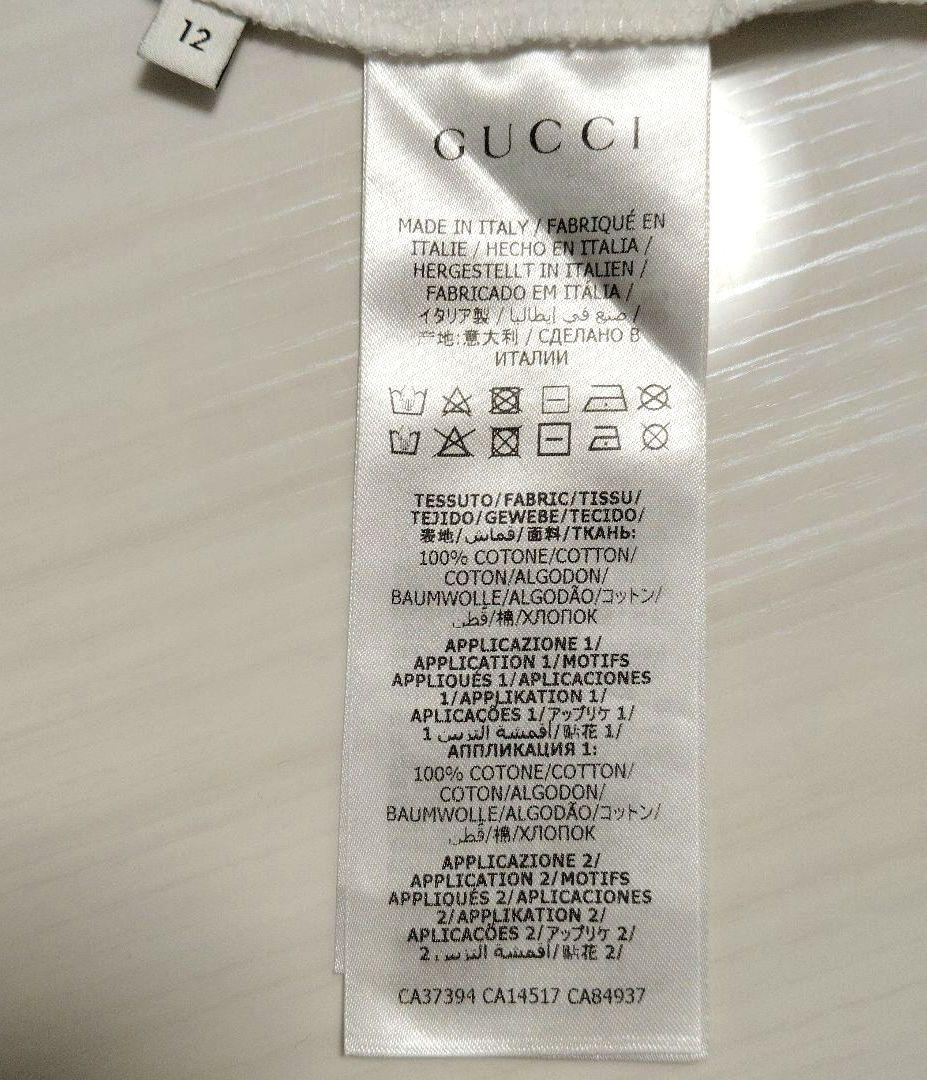 12
GUCCI
MADE IN ITALY / FABRIQUÉ EN
ITALIE / HECHO EN ITALIA /
HERGESTELLT IN ITALIEN /
FABRICADO EM ITÁLIA /
イタリア製 / صنع في إيطاليا /
产地:意大利 / СДЕЛАНО В
ИТАЛИИ
TESSUTO/FABRIC/TISSU/
TEJIDO/GEWEBE/TECIDO/
表地/قماش/面料/ТКАНЬ:
100% COTONE/COTTON/
COTON/ALGODON/
BAUMWOLLE/ALGODÃO/コットン/
قطن/棉/ХЛОПОК
APPLICAZIONE 1/
APPLICATION 1/MOTIFS
APPLIQUÉS 1/APLICACIONES
1/APPLIKATION 1/
APLICAÇÕES 1/アップリケ 1/
أقمشة التزيين 1/贴花 1/
АППЛИКАЦИЯ 1:
100% COTONE/COTTON/
COTON/ALGODON/
BAUMWOLLE/ALGODÃO/コットン/
قطن/棉/ХЛОПОК
APPLICAZIONE 2/
APPLICATION 2/MOTIFS
APPLIQUÉS 2/APLICACIONES
2/APPLIKATION 2/
APLICAÇÕES 2/アップリケ 2/
أقمشة التزيين 2/贴花 2/
CA37394 CA14517 CA84937